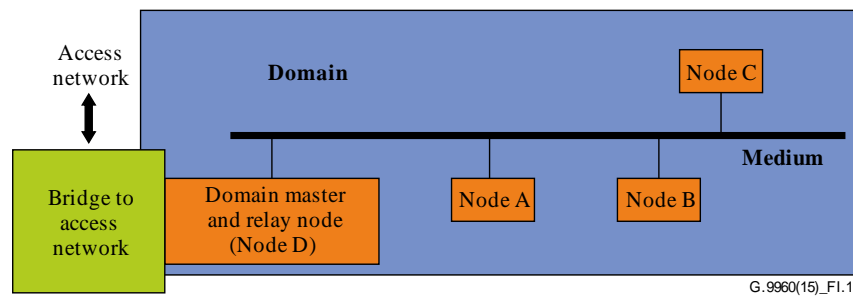 Access
network
Domain
Node C
Medium
Bridge to
access
network
Domain master
and relay node
(Node D)
Node A
Node B
G.9960(15)_FI.1